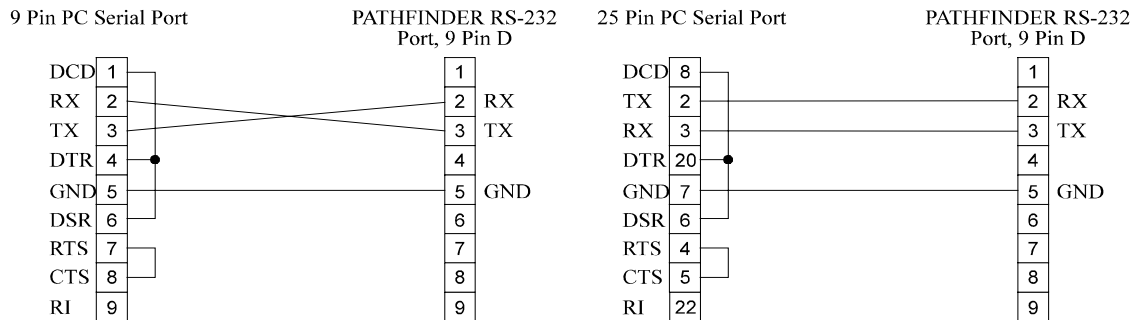 9 Pin PC Serial Port
PATHFINDER RS-232
Port, 9 Pin D
DCD 1 1
RX 2 2 RX
TX 3 3 TX
DTR 4 4
GND 5 5 GND
DSR 6 6
RTS 7 7
CTS 8 8
RI 9 9
25 Pin PC Serial Port
PATHFINDER RS-232
Port, 9 Pin D
DCD 8 1
TX 2 2 RX
RX 3 3 TX
DTR 20 4
GND 7 5 GND
DSR 6 6
RTS 4 7
CTS 5 8
RI 22 9